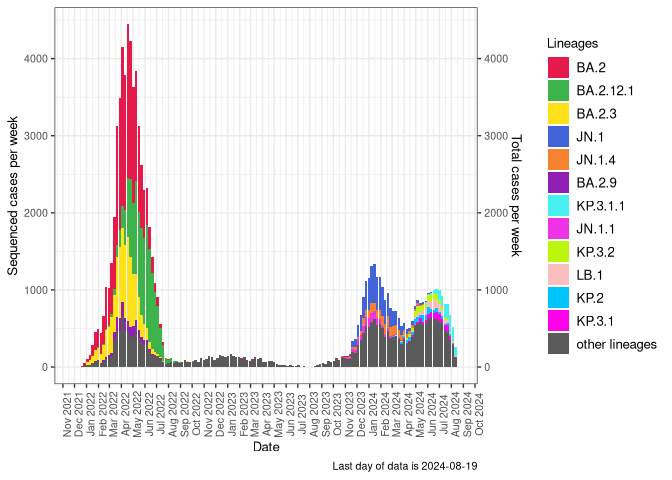 Sequenced cases per week
4000
3000
2000
1000
0
4000
3000
2000
1000
0
Total cases per week
Nov 2021
Dec 2021
Jan 2022
Feb 2022
Mar 2022
Apr 2022
May 2022
Jun 2022
Jul 2022
Aug 2022
Sep 2022
Oct 2022
Nov 2022
Dec 2022
Jan 2023
Feb 2023
Mar 2023
Apr 2023
May 2023
Jun 2023
Jul 2023
Aug 2023
Sep 2023
Oct 2023
Nov 2023
Dec 2023
Jan 2024
Feb 2024
Mar 2024
Apr 2024
May 2024
Jun 2024
Jul 2024
Aug 2024
Sep 2024
Oct 2024
Date
Last day of data is 2024-08-19
Lineages
BA.2
BA.2.12.1
BA.2.3
JN.1
JN.1.4
BA.2.9
KP.3.1.1
JN.1.1
KP.3.2
LB.1
KP.2
KP.3.1
other lineages